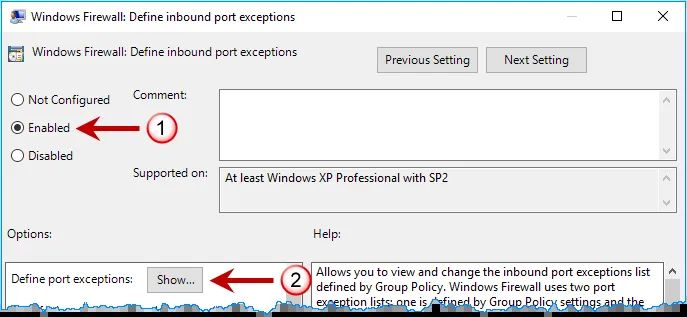 Windows Firewall: Define inbound port exceptions
Windows Firewall: Define inbound port exceptions
Previous Setting
Next Setting
Not Configured
Comment:
Enabled
1
Disabled
Supported on:
At least Windows XP Professional with SP2
Options:
Help:
Define port exceptions:
Show...
2
Allows you to view and change the inbound port exceptions list
defined by Group Policy. Windows Firewall uses two port
exception lists: one is defined by Group Policy settings and the